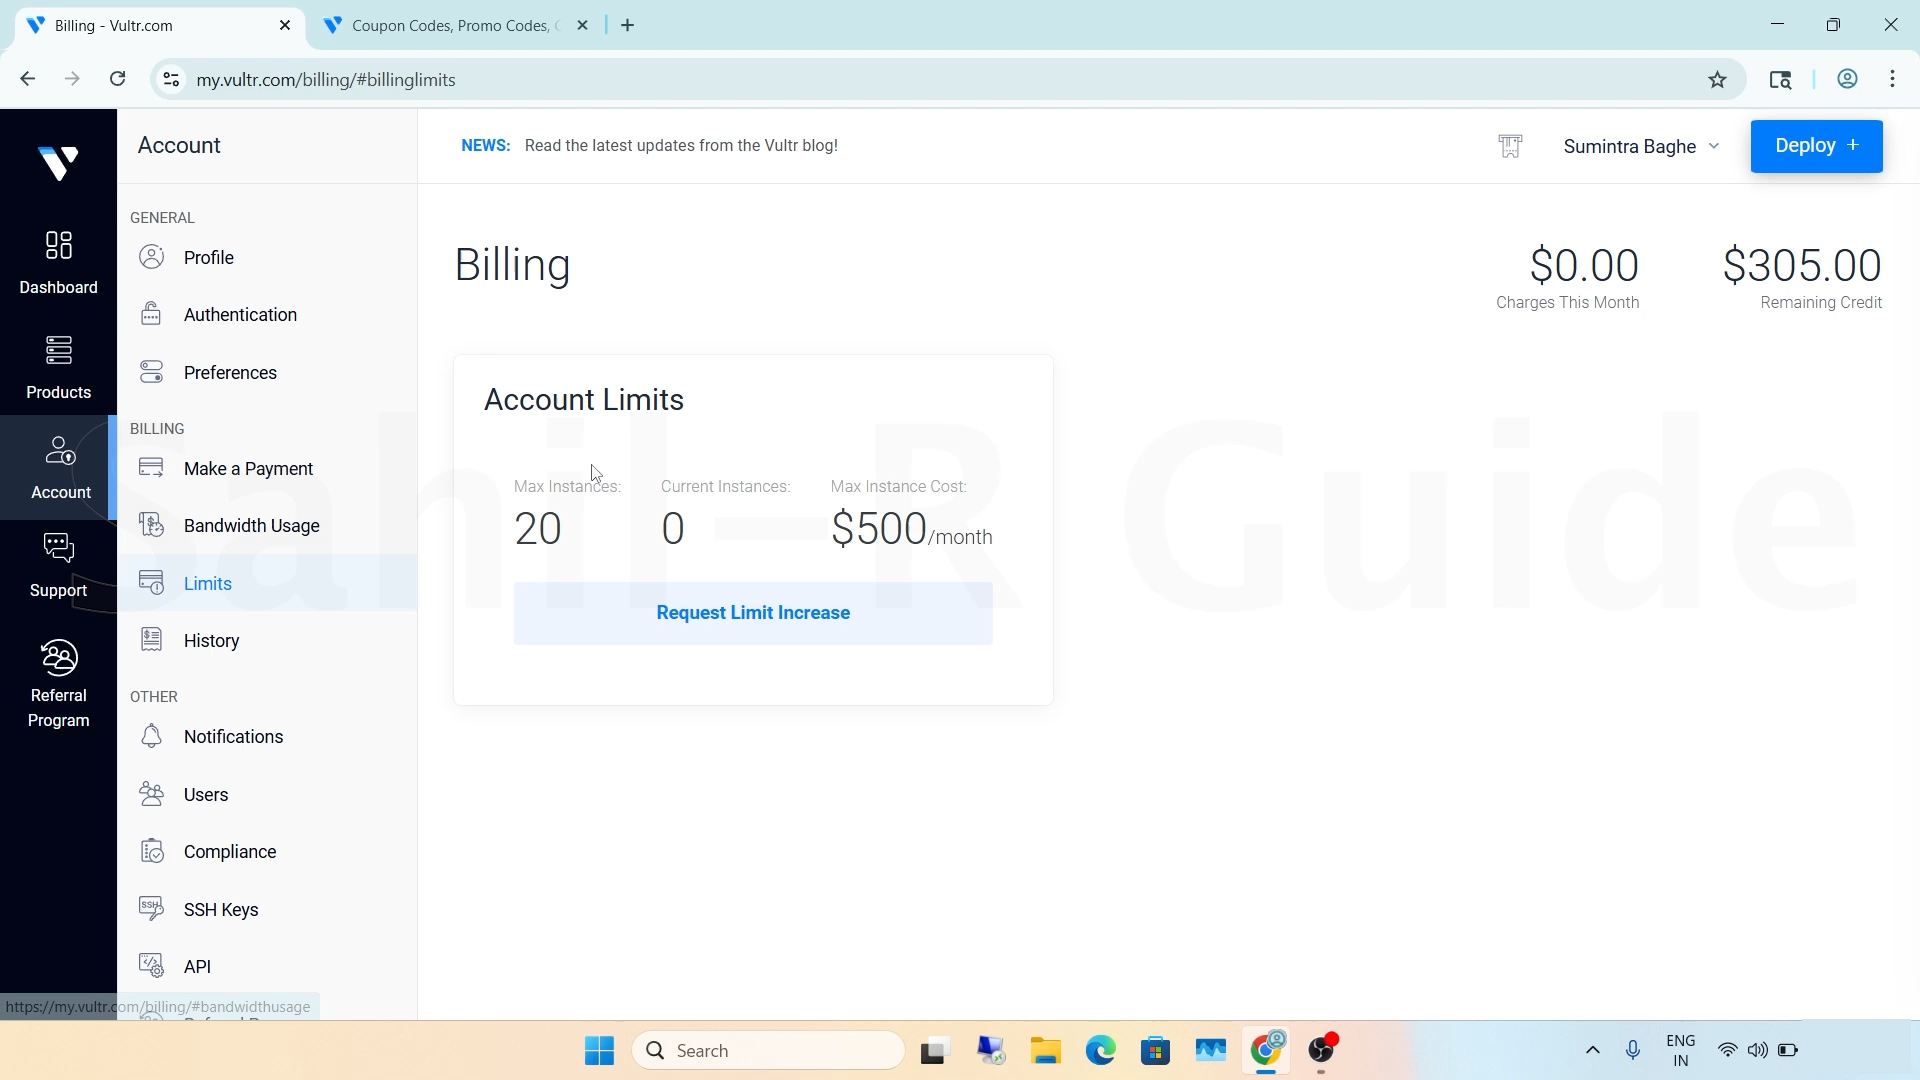 Billing - Vultr.com
Coupon Codes, Promo Codes,
my.vultr.com/billing/#billinglimits
Account
NEWS: Read the latest updates from the Vultr blog!
Sumintra Baghe
Deploy +
GENERAL
Profile
Authentication
Preferences
BILLING
Make a Payment
Bandwidth Usage
Limits
History
OTHER
Notifications
Users
Compliance
SSH Keys
API
Dashboard
Products
Account
Support
Referral
Program
Billing
$0.00
Charges This Month
$305.00
Remaining Credit
Account Limits
Max Instances:
20
Current Instances:
0
Max Instance Cost:
$500/month
Request Limit Increase
Sahil-R Guide
https://my.vultr.com/billing/#bandwidthusage
Search
ENG
IN